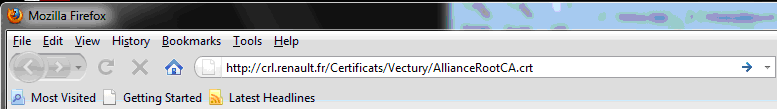 Mozilla Firefox
File Edit View History Bookmarks Tools Help
http://crl.renault.fr/Certificats/Vectury/AllianceRootCA.crt
Most Visited Getting Started Latest Headlines